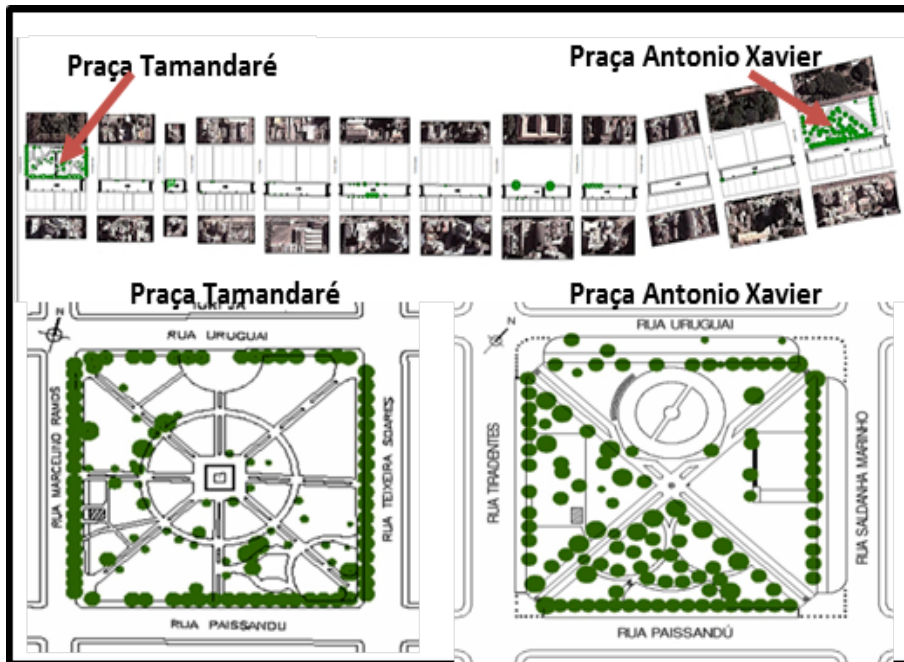 Praça Tamandaré
Praça Antonio Xavier
Praça Tamandaré
Praça Antonio Xavier
N
RUA URUGUAI
RUA MARCELINO RAMOS
RUA TEIXEIRA SOARES
RUA PAISSANDU
N
RUA URUGUAI
RUA TIRADENTES
RUA SALDANHA MARINHO
RUA PAISSANDÚ